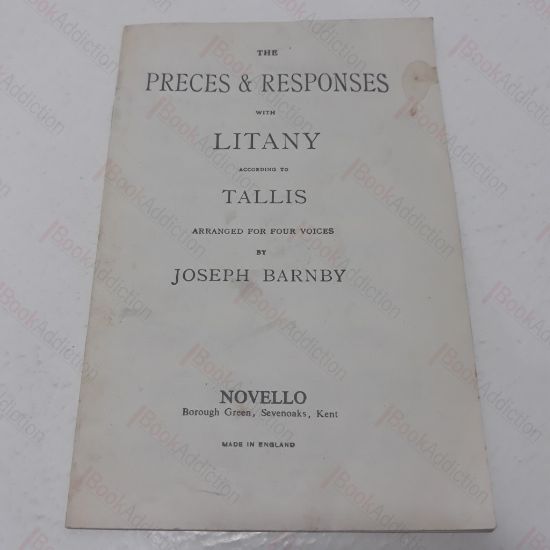 THE
PRECES & RESPONSES
WITH
LITANY
ACCORDING TO
TALLIS
ARRANGED FOR FOUR VOICES
BY
JOSEPH BARNBY
NOVELLO
Borough Green, Sevenoaks, Kent
MADE IN ENGLAND
iBookAddiction